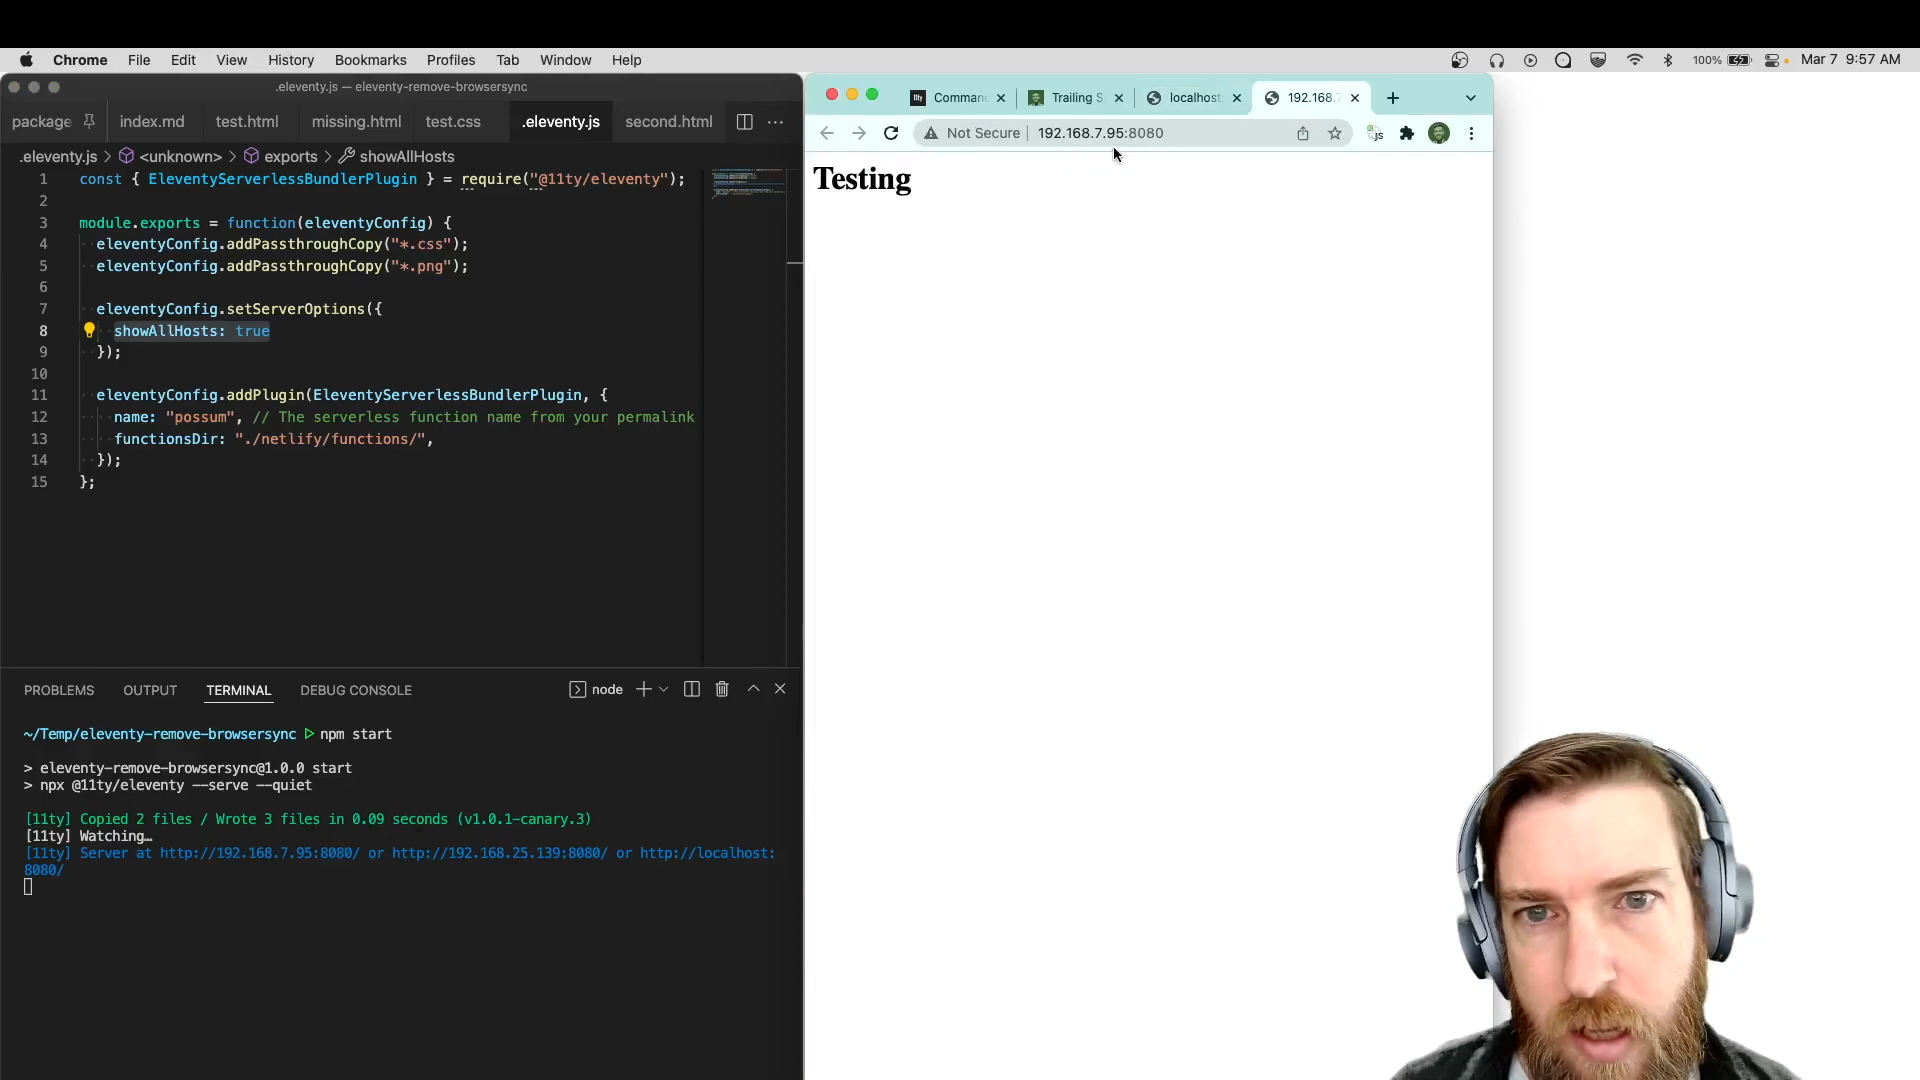 Chrome File Edit View History Bookmarks Profiles Tab Window Help 100% Mar 7 9:57 AM
.eleventy.js — eleventy-remove-browsersync
package index.md test.html missing.html test.css .eleventy.js second.html
.eleventy.js > <unknown> > exports > showAllHosts
1 const { EleventyServerlessBundlerPlugin } = require("@11ty/eleventy");
2
3 module.exports = function(eleventyConfig) {
4 eleventyConfig.addPassthroughCopy("*.css");
5 eleventyConfig.addPassthroughCopy("*.png");
6
7 eleventyConfig.setServerOptions({
8 showAllHosts: true
9 });
10
11 eleventyConfig.addPlugin(EleventyServerlessBundlerPlugin, {
12 name: "possum", // The serverless function name from your permalink
13 functionsDir: "./netlify/functions/",
14 });
15 };
PROBLEMS OUTPUT TERMINAL DEBUG CONSOLE node
~/Temp/eleventy-remove-browsersync ▷ npm start
> eleventy-remove-browsersync@1.0.0 start
> npx @11ty/eleventy --serve --quiet
[11ty] Copied 2 files / Wrote 3 files in 0.09 seconds (v1.0.1-canary.3)
[11ty] Watching…
[11ty] Server at http://192.168.7.95:8080/ or http://192.168.25.139:8080/ or http://localhost:
8080/
11ty Comman Trailing S localhost 192.168.7
Not Secure 192.168.7.95:8080 .js
Testing